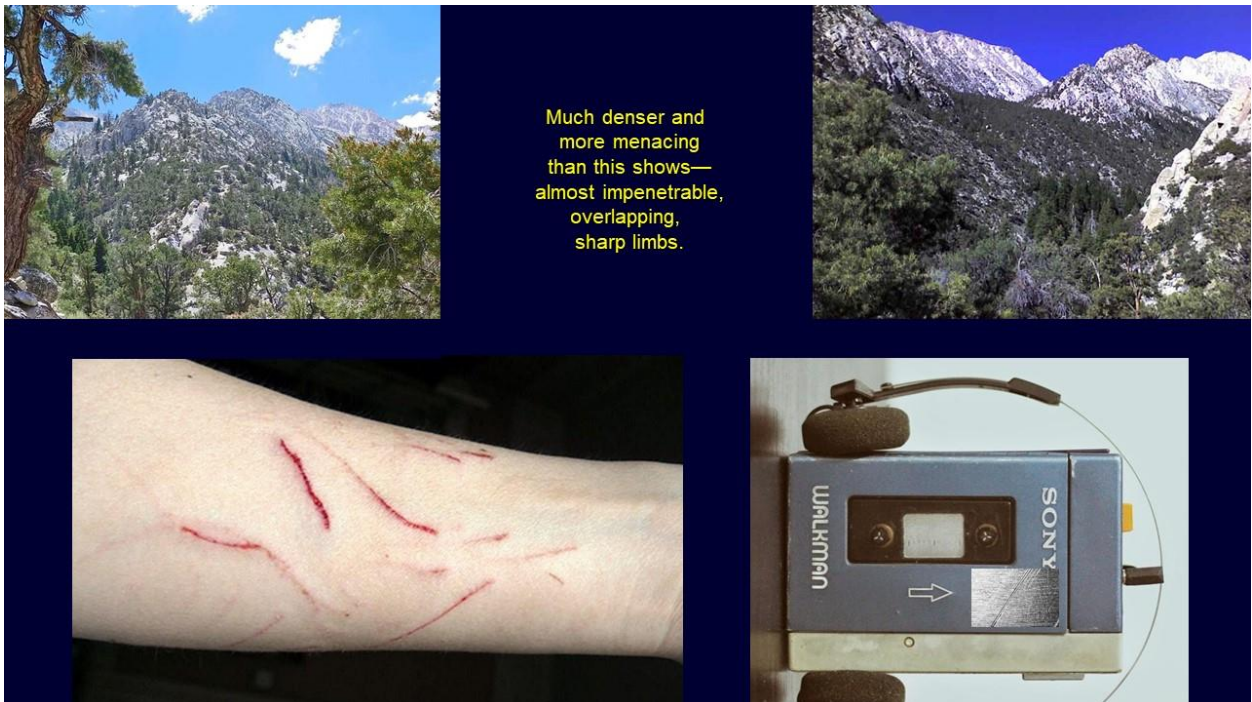 Much denser and
more menacing
than this shows—
almost impenetrable,
overlapping,
sharp limbs.
WALKMAN
SONY